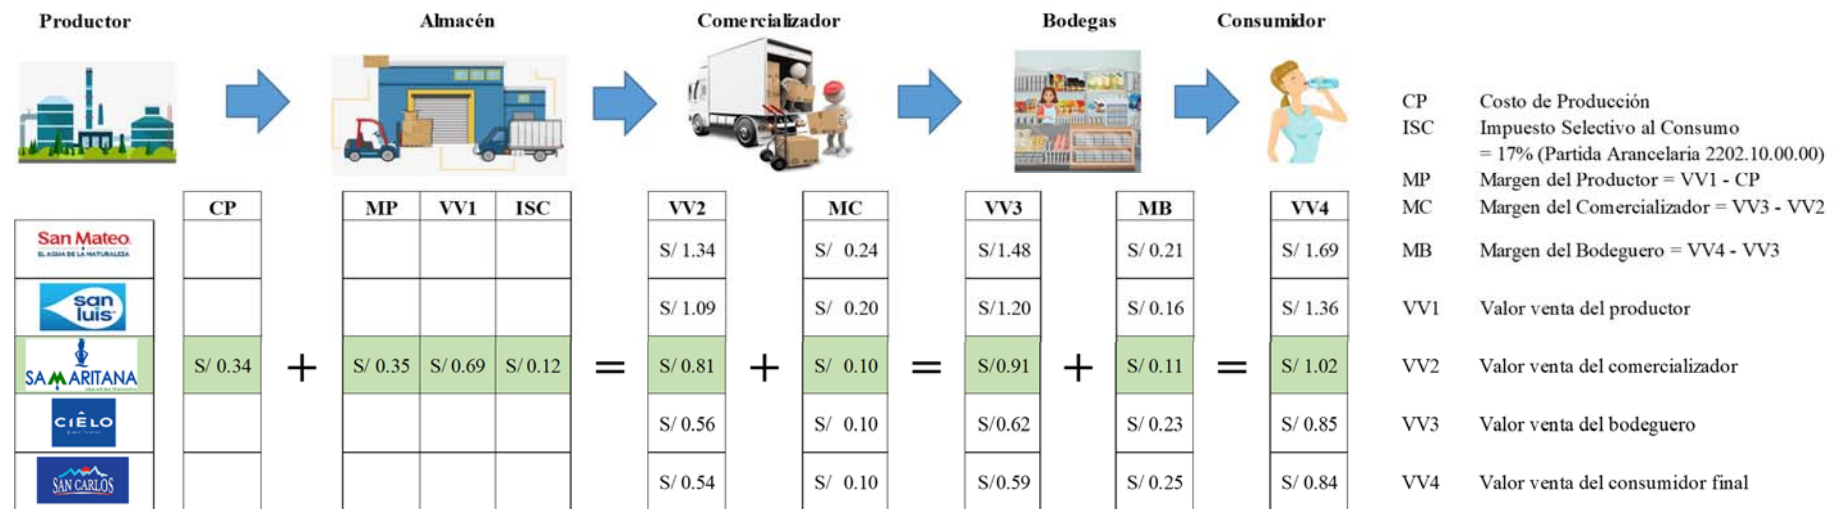 Productor Almacén Comercializador Bodegas Consumidor
CP Costo de Producción
ISC Impuesto Selectivo al Consumo
= 17% (Partida Arancelaria 2202.10.00.00)
MP Margen del Productor = VV1 - CP
MC Margen del Comercializador = VV3 - VV2
MB Margen del Bodeguero = VV4 - VV3
VV1 Valor venta del productor
VV2 Valor venta del comercializador
VV3 Valor venta del bodeguero
VV4 Valor venta del consumidor final
CP MP VV1 ISC VV2 MC VV3 MB VV4
San Mateo
EL AGUA DE LA NATURALEZA
S/ 1.34 S/ 0.24 S/1.48 S/ 0.21 S/ 1.69
san
luis
S/ 1.09 S/ 0.20 S/1.20 S/ 0.16 S/ 1.36
SAMARITANA
S/ 0.34 + S/ 0.35 S/ 0.69 S/ 0.12 = S/ 0.81 + S/ 0.10 = S/0.91 + S/ 0.11 = S/ 1.02
CIELO
S/ 0.56 S/ 0.10 S/0.62 S/ 0.23 S/ 0.85
SAN CARLOS
S/ 0.54 S/ 0.10 S/0.59 S/ 0.25 S/ 0.84